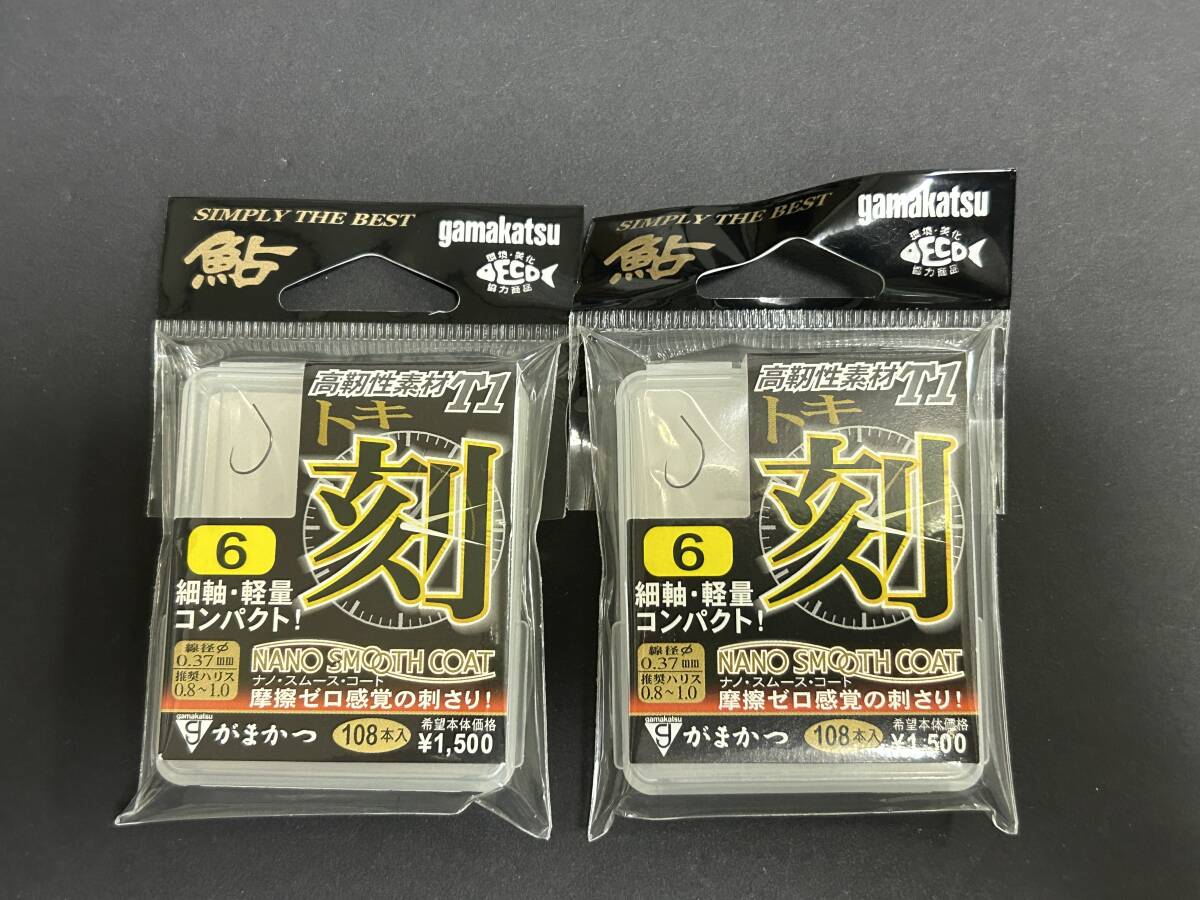 SIMPLY THE BEST
gamakatsu
鮎
環境・美化
ECO
協力商品
高靱性素材 T1
トキ
刻
6
細軸・軽量
コンパクト!
線径φ
0.37mm
推奨ハリス
0.8~1.0
NANO SMOOTH COAT
ナノ・スムース・コート
摩擦ゼロ感覚の刺さり!
gamakatsu
がまかつ
108本入
希望本体価格
¥1,500
SIMPLY THE BEST
gamakatsu
鮎
環境・美化
ECO
協力商品
高靱性素材 T1
トキ
刻
6
細軸・軽量
コンパクト!
線径φ
0.37mm
推奨ハリス
0.8~1.0
NANO SMOOTH COAT
ナノ・スムース・コート
摩擦ゼロ感覚の刺さり!
gamakatsu
がまかつ
108本入
希望本体価格
¥1,500